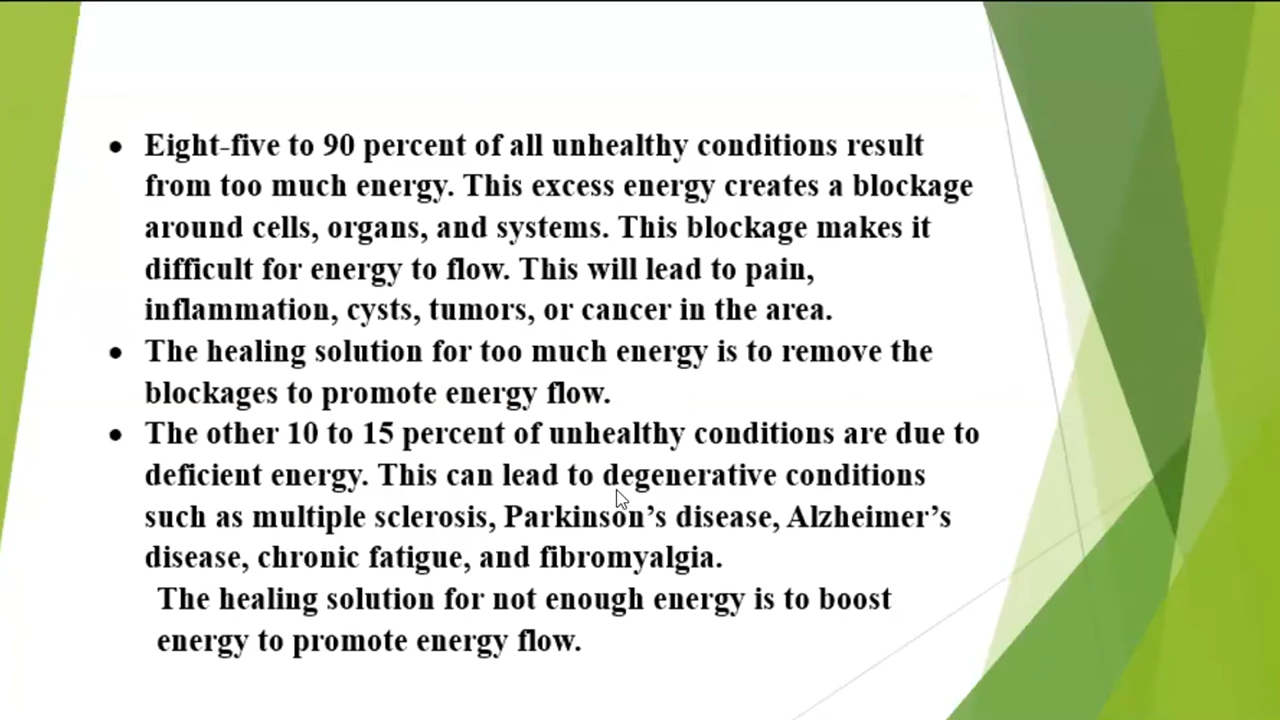 • Eight-five to 90 percent of all unhealthy conditions result
from too much energy. This excess energy creates a blockage
around cells, organs, and systems. This blockage makes it
difficult for energy to flow. This will lead to pain,
inflammation, cysts, tumors, or cancer in the area.
• The healing solution for too much energy is to remove the
blockages to promote energy flow.
• The other 10 to 15 percent of unhealthy conditions are due to
deficient energy. This can lead to degenerative conditions
such as multiple sclerosis, Parkinson’s disease, Alzheimer’s
disease, chronic fatigue, and fibromyalgia.
The healing solution for not enough energy is to boost
energy to promote energy flow.